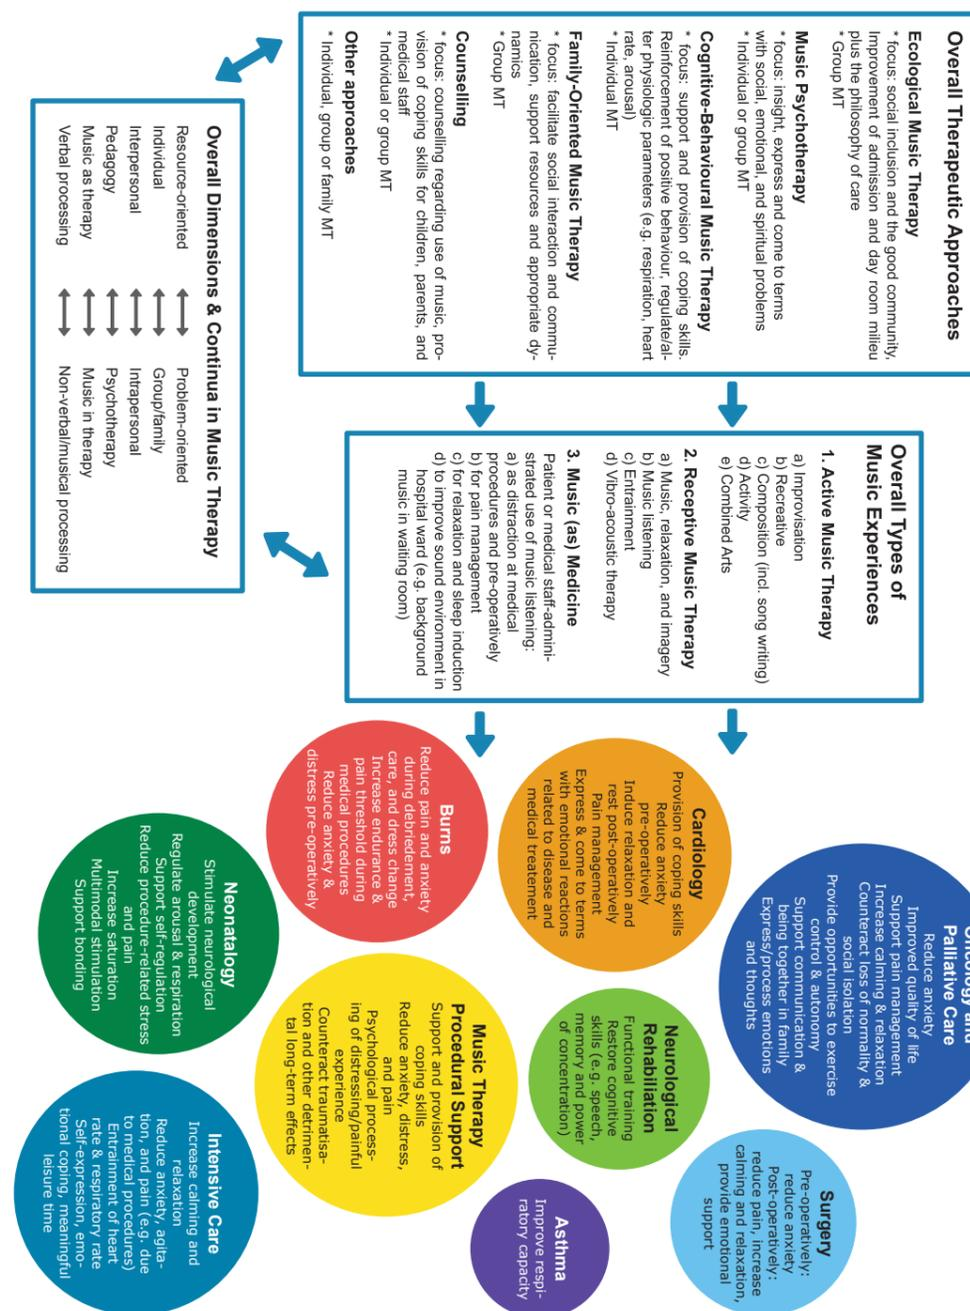 Overall Therapeutic Approaches
Ecological Music Therapy
* focus: social inclusion and the good community,
Improvement of admission and day room milieu
plus the philosophy of care
* Group MT
Music Psychotherapy
* focus: insight, express and come to terms
with social, emotional, and spiritual problems
* Individual or group MT
Cognitive-Behavioural Music Therapy
* focus: support and provision of coping skills.
Reinforcement of positive behaviour, regulate/al-
ter physiologic parameters (e.g. respiration, heart
rate, arousal)
* Individual MT
Family-Oriented Music Therapy
* focus: facilitate social interaction and commu-
nication, support resources and appropriate dy-
namics
* Group MT
Counselling
* focus: counselling regarding use of music, pro-
vision of coping skills for children, parents, and
medical staff
* Individual or group MT
Other approaches
* Individual, group or family MT
Overall Dimensions & Continua in Music Therapy
Resource-oriented Problem-oriented
Individual Group/family
Interpersonal Intrapersonal
Pedagogy Psychotherapy
Music as therapy Music in therapy
Verbal processing Non-verbal/musical processing
Overall Types of
Music Experiences
1. Active Music Therapy
a) Improvisation
b) Recreative
c) Composition (incl. song writing)
d) Activity
e) Combined Arts
2. Receptive Music Therapy
a) Music, relaxation, and imagery
b) Music listening
c) Entrainment
d) Vibro-acoustic therapy
3. Music (as) Medicine
Patient or medical staff-admini-
strated use of music listening:
a) as distraction at medical
procedures and pre-operatively
b) for pain management
c) for relaxation and sleep induction
d) to improve sound environment in
hospital ward (e.g. background
music in waiting room)
Oncology and
Palliative Care
Reduce anxiety
Improved quality of life
Support pain management
Increase calming & relaxation
Counteract loss of normality &
social isolation
Provide opportunities to exercise
control & autonomy
Support communication &
being together in family
Express/process emotions
and thoughts
Cardiology
Provision of coping skills
Reduce anxiety
pre-operatively
Induce relaxation and
rest post-operatively
Pain management
Express & come to terms
with emotional reactions
related to disease and
medical treatement
Burns
Reduce pain and anxiety
during debriedement,
care, and dress change
Increase endurance &
pain threshold during
medical procedures
Reduce anxiety &
distress pre-operatively
Neonatalogy
Stimulate neurological
development
Regulate arousal & respiration
Support self-regulation
Reduce procedure-related stress
and pain
Increase saturation
Multimodal stimulation
Support bonding
Neurological
Rehabiliation
Functional training
Restore cognitive
skills (e.g. speech,
memory and power
of concentration)
Music Therapy
Procedural Support
Support and provision of
coping skills
Reduce anxiety, distress,
and pain
Psychological process-
ing of distressing/painful
experience
Counteract traumatisa-
tion and other detrimen-
tal long-term effects
Surgery
Pre-operatively:
reduce anxiety
Post-operatively:
reduce pain, increase
calming and relaxation,
provide emotional
support
Asthma
Improve respi-
ratory capacity
Intensive Care
Increase calming and
relaxation
Reduce anxiety, agita-
tion, and pain (e.g. due
to medical procedures)
Entrainment of heart
rate & respiratory rate
Self-expression, emo-
tional coping, meaningful
leisure time